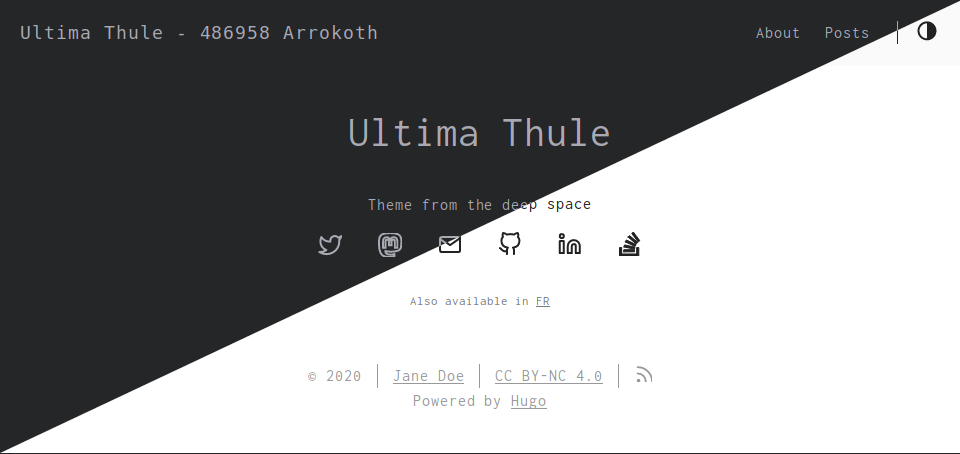 Ultima Thule - 486958 Arrokoth
About Posts
Ultima Thule
Theme from the deep space
Also available in FR
© 2020 Jane Doe CC BY-NC 4.0
Powered by Hugo